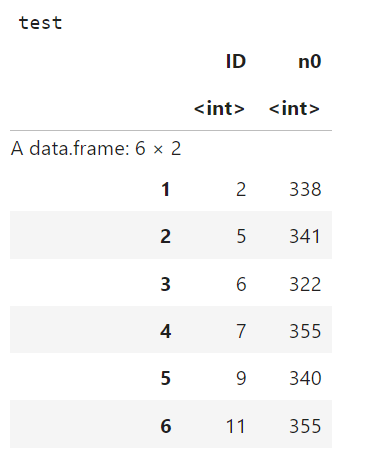 test
ID n0
<int> <int>
A data.frame: 6 × 2
1 2 338
2 5 341
3 6 322
4 7 355
5 9 340
6 11 355